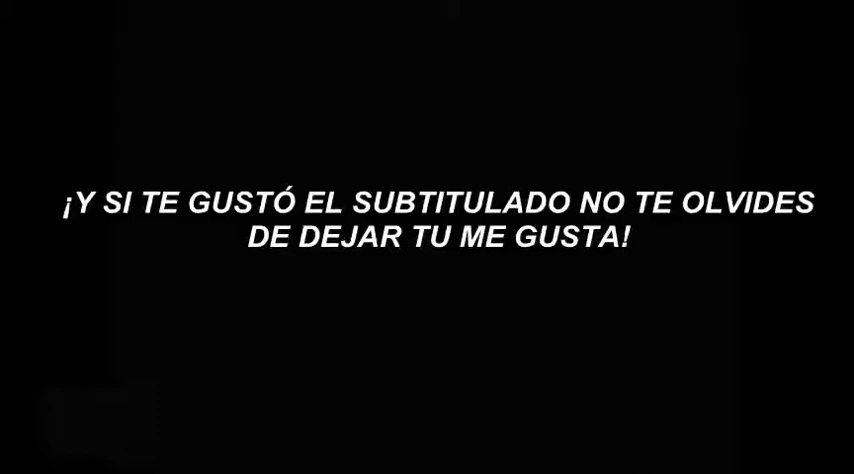 ¡Y SI TE GUSTÓ EL SUBTITULADO NO TE OLVIDES
DE DEJAR TU ME GUSTA!